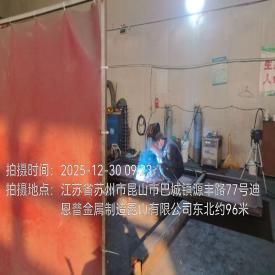 拍摄时间：2025-12-30 09:23
拍摄地点：江苏省苏州市昆山市巴城镇源丰路77号迪
恩普金属制造昆山有限公司东北约96米